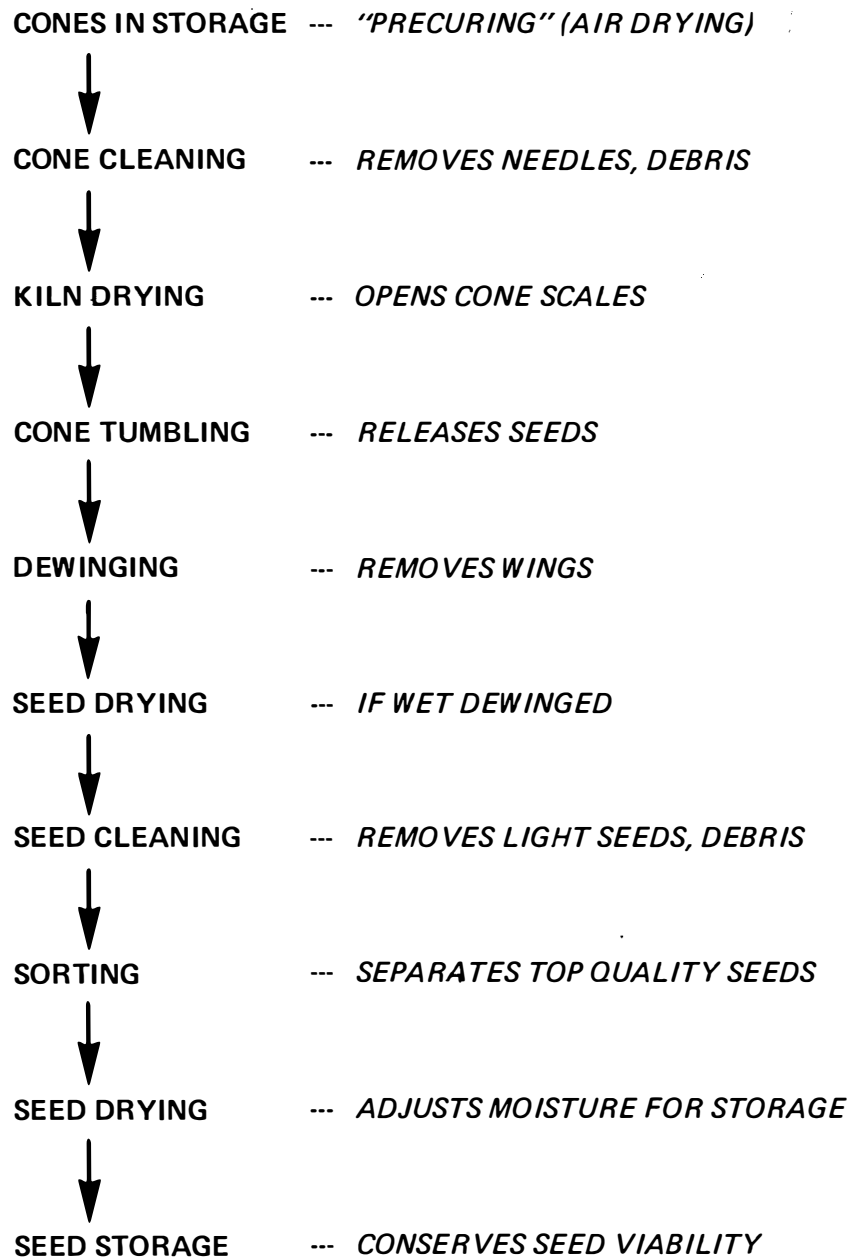 CONES IN STORAGE --- "PRECURING" (AIR DRYING)
CONE CLEANING --- REMOVES NEEDLES, DEBRIS
KILN DRYING --- OPENS CONE SCALES
CONE TUMBLING --- RELEASES SEEDS
DEWINGING --- REMOVES WINGS
SEED DRYING --- IF WET DEWINGED
SEED CLEANING --- REMOVES LIGHT SEEDS, DEBRIS
SORTING --- SEPARATES TOP QUALITY SEEDS
SEED DRYING --- ADJUSTS MOISTURE FOR STORAGE
SEED STORAGE --- CONSERVES SEED VIABILITY